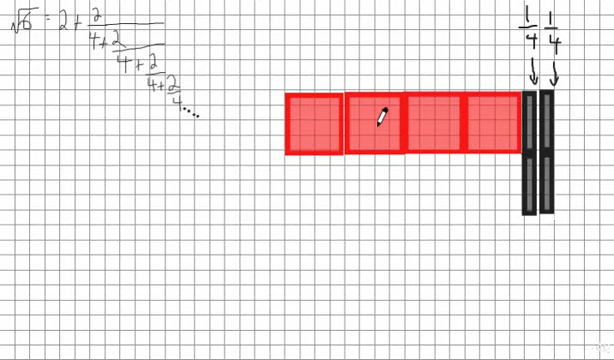 √6 = 2 + 2
4 + 2
4 + 2
4 + 2
4 ....
1 1
4 4